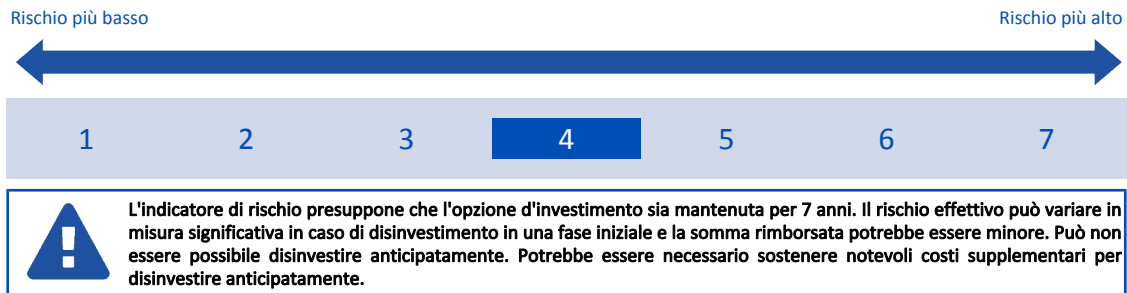 Rischio più basso Rischio più alto
1 2 3 4 5 6 7
L'indicatore di rischio presuppone che l'opzione d'investimento sia mantenuta per 7 anni. Il rischio effettivo può variare in
misura significativa in caso di disinvestimento in una fase iniziale e la somma rimborsata potrebbe essere minore. Può non
essere possibile disinvestire anticipatamente. Potrebbe essere necessario sostenere notevoli costi supplementari per
disinvestire anticipatamente.